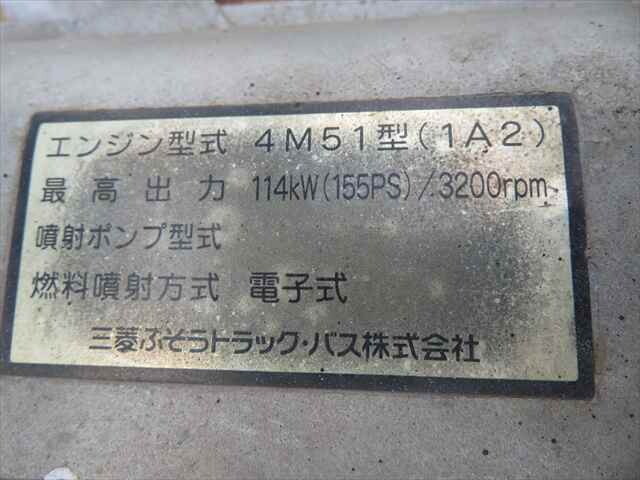 エンジン型式 4M51型(1A2)
最高出力 114kW(155PS)/3200rpm
噴射ポンプ型式
燃料噴射方式 電子式
三菱ふそうトラック・バス株式会社